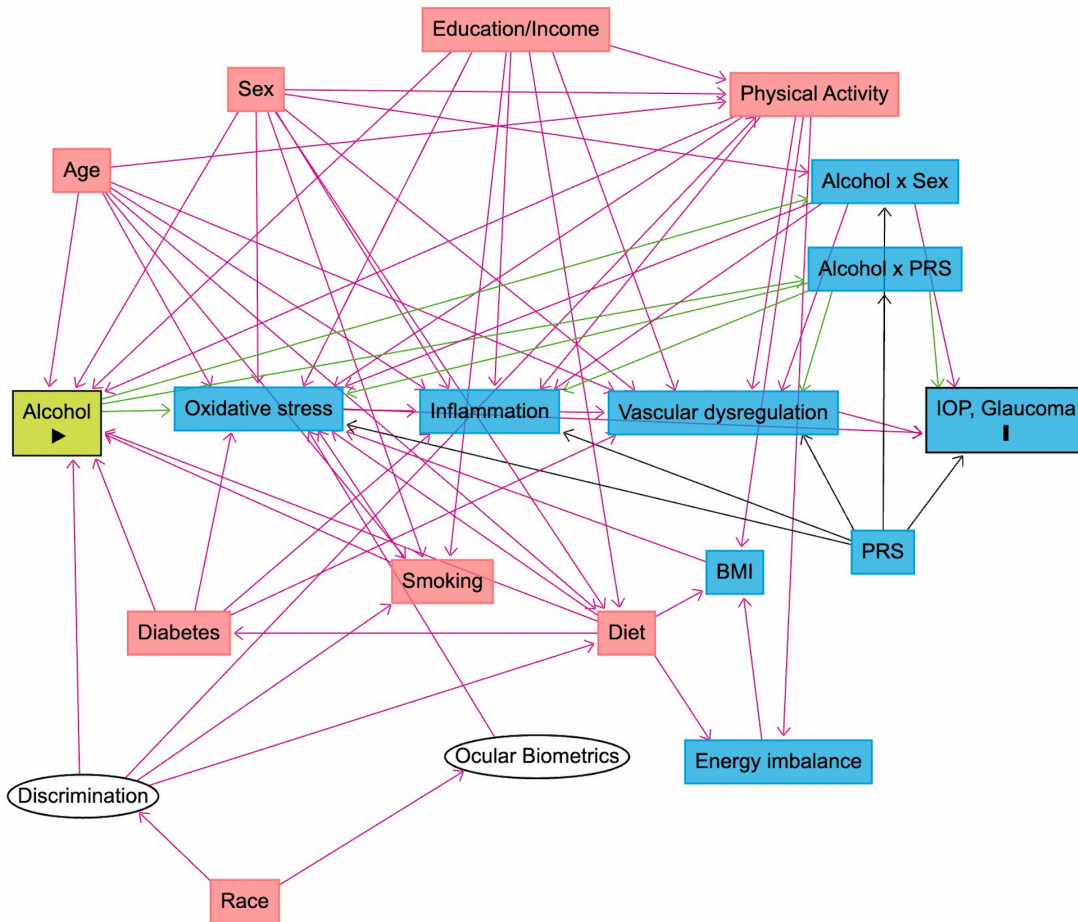 Education/Income
Sex
Physical Activity
Age
Alcohol x Sex
Alcohol x PRS
Alcohol
Oxidative stress
Inflammation
Vascular dysregulation
IOP, Glaucoma
PRS
BMI
Smoking
Diabetes
Diet
Ocular Biometrics
Energy imbalance
Discrimination
Race